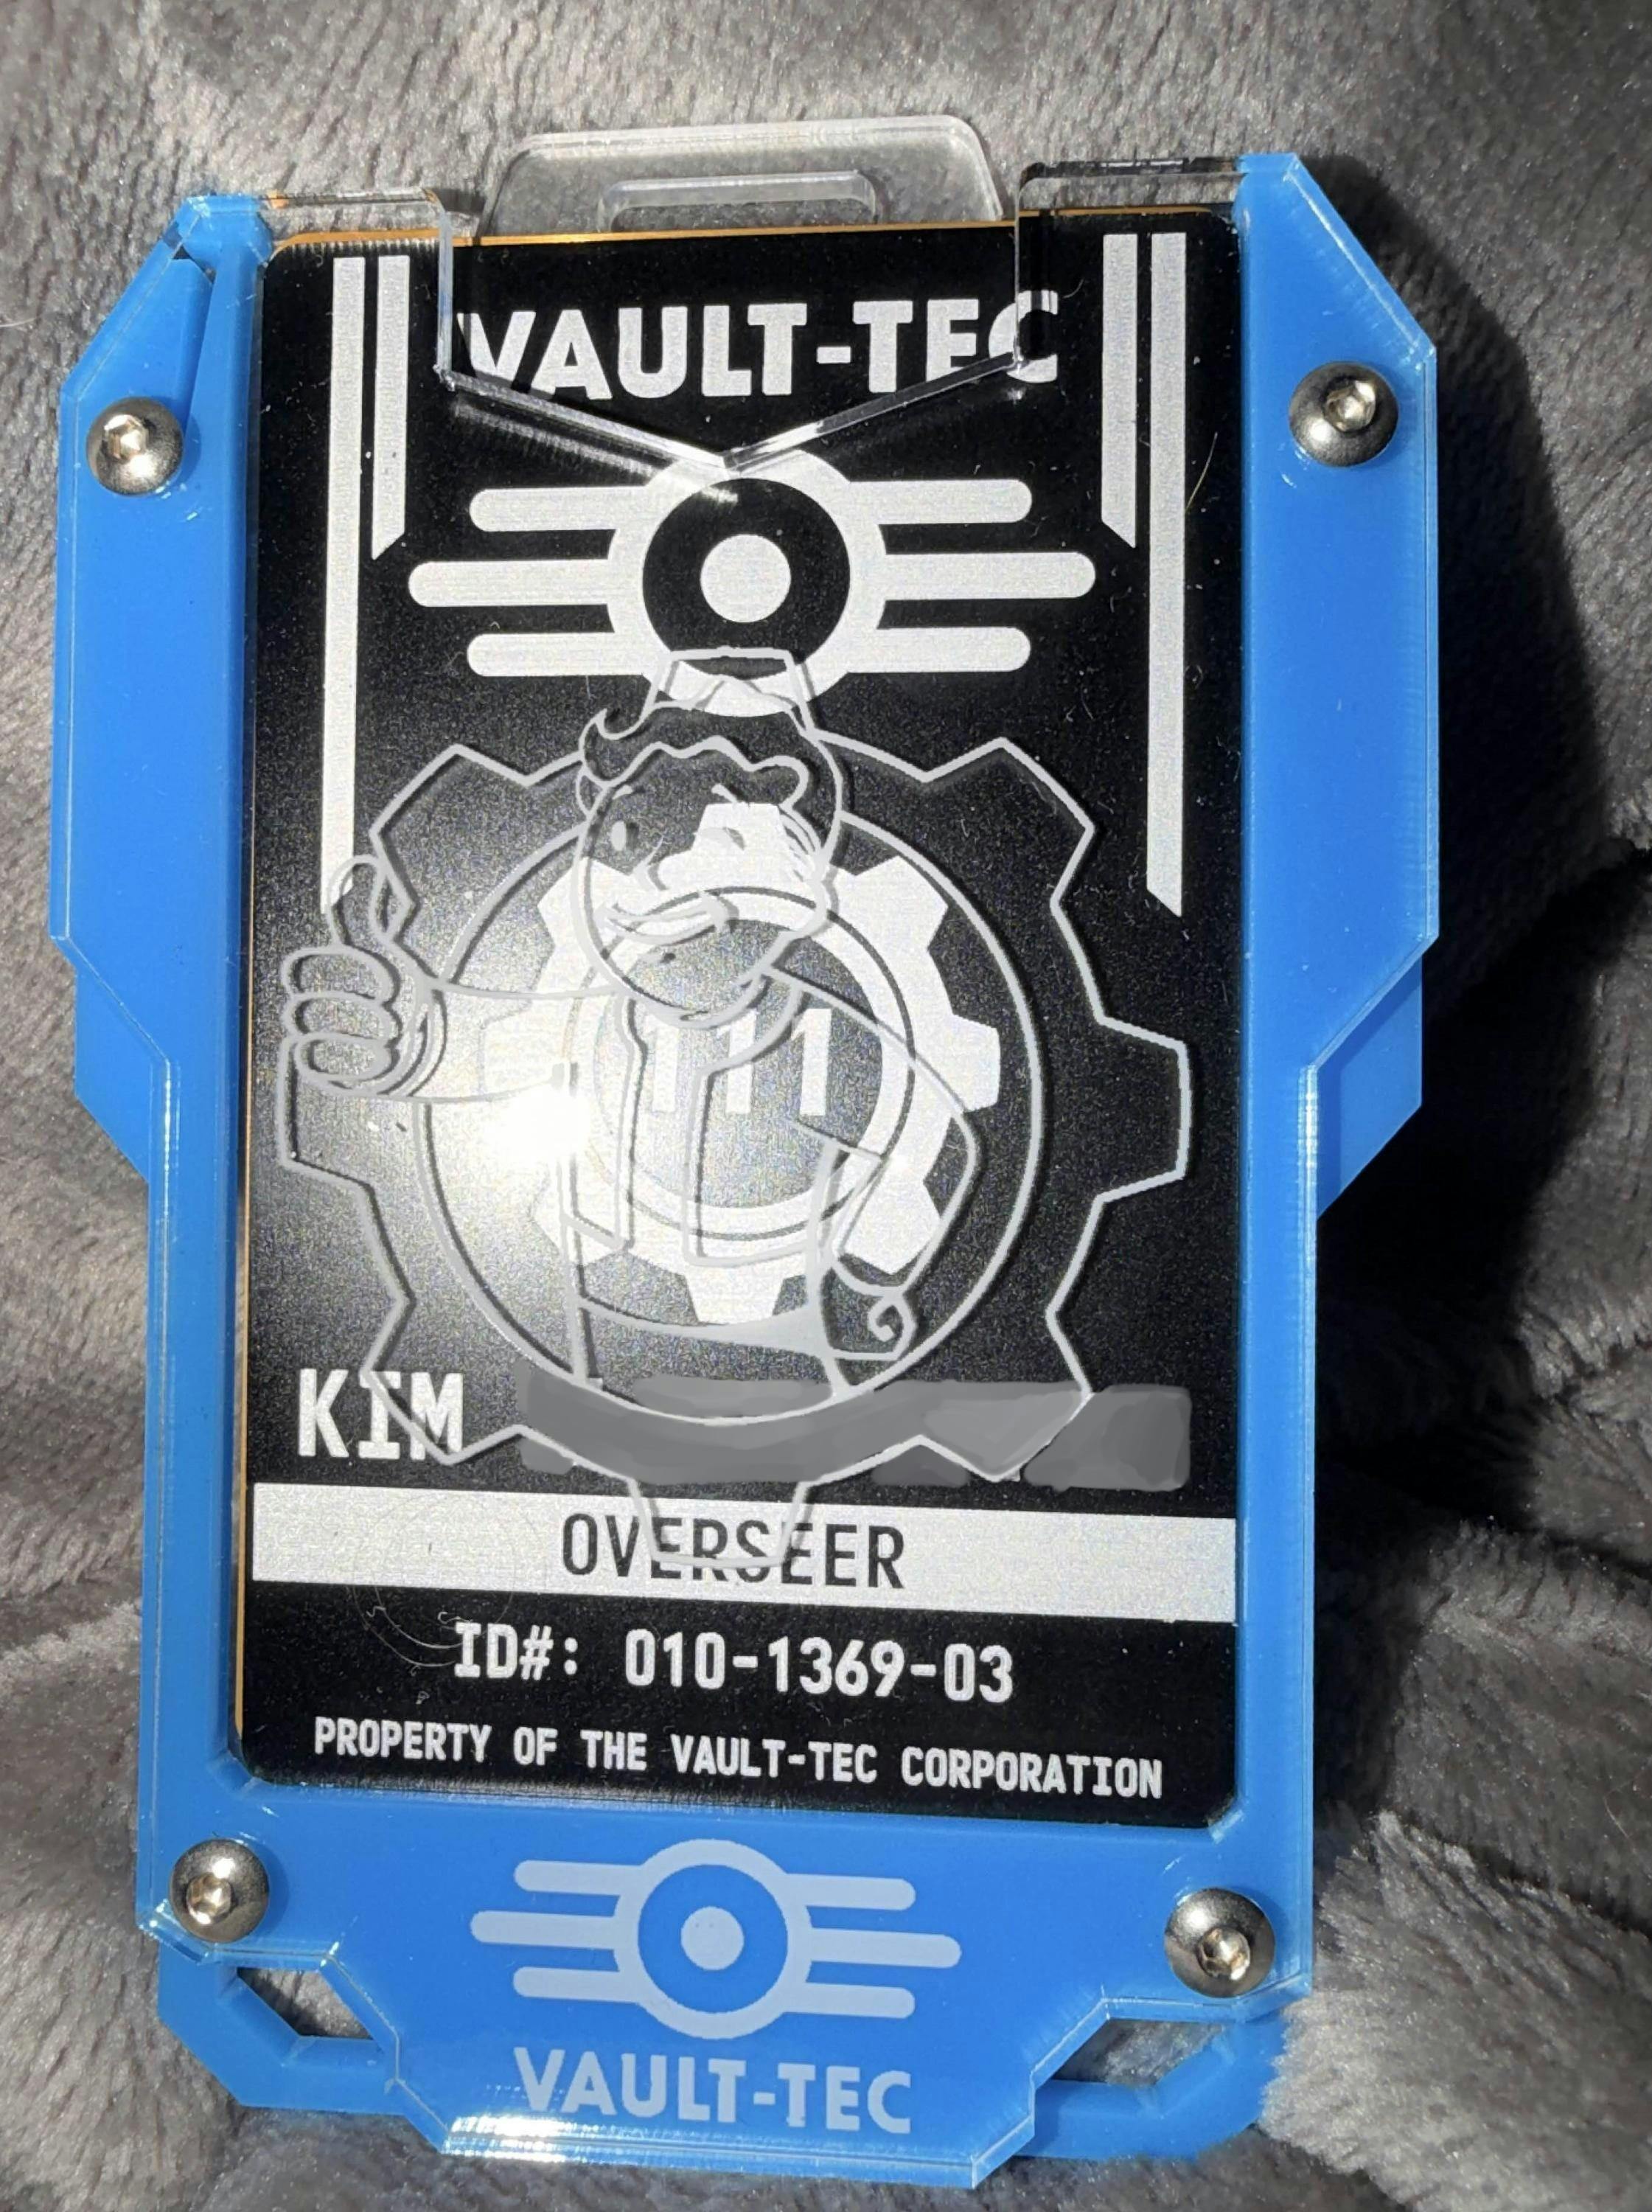 VAULT-TEC
111
KIM
OVERSEER
ID#: 010-1369-03
PROPERTY OF THE VAULT-TEC CORPORATION
VAULT-TEC